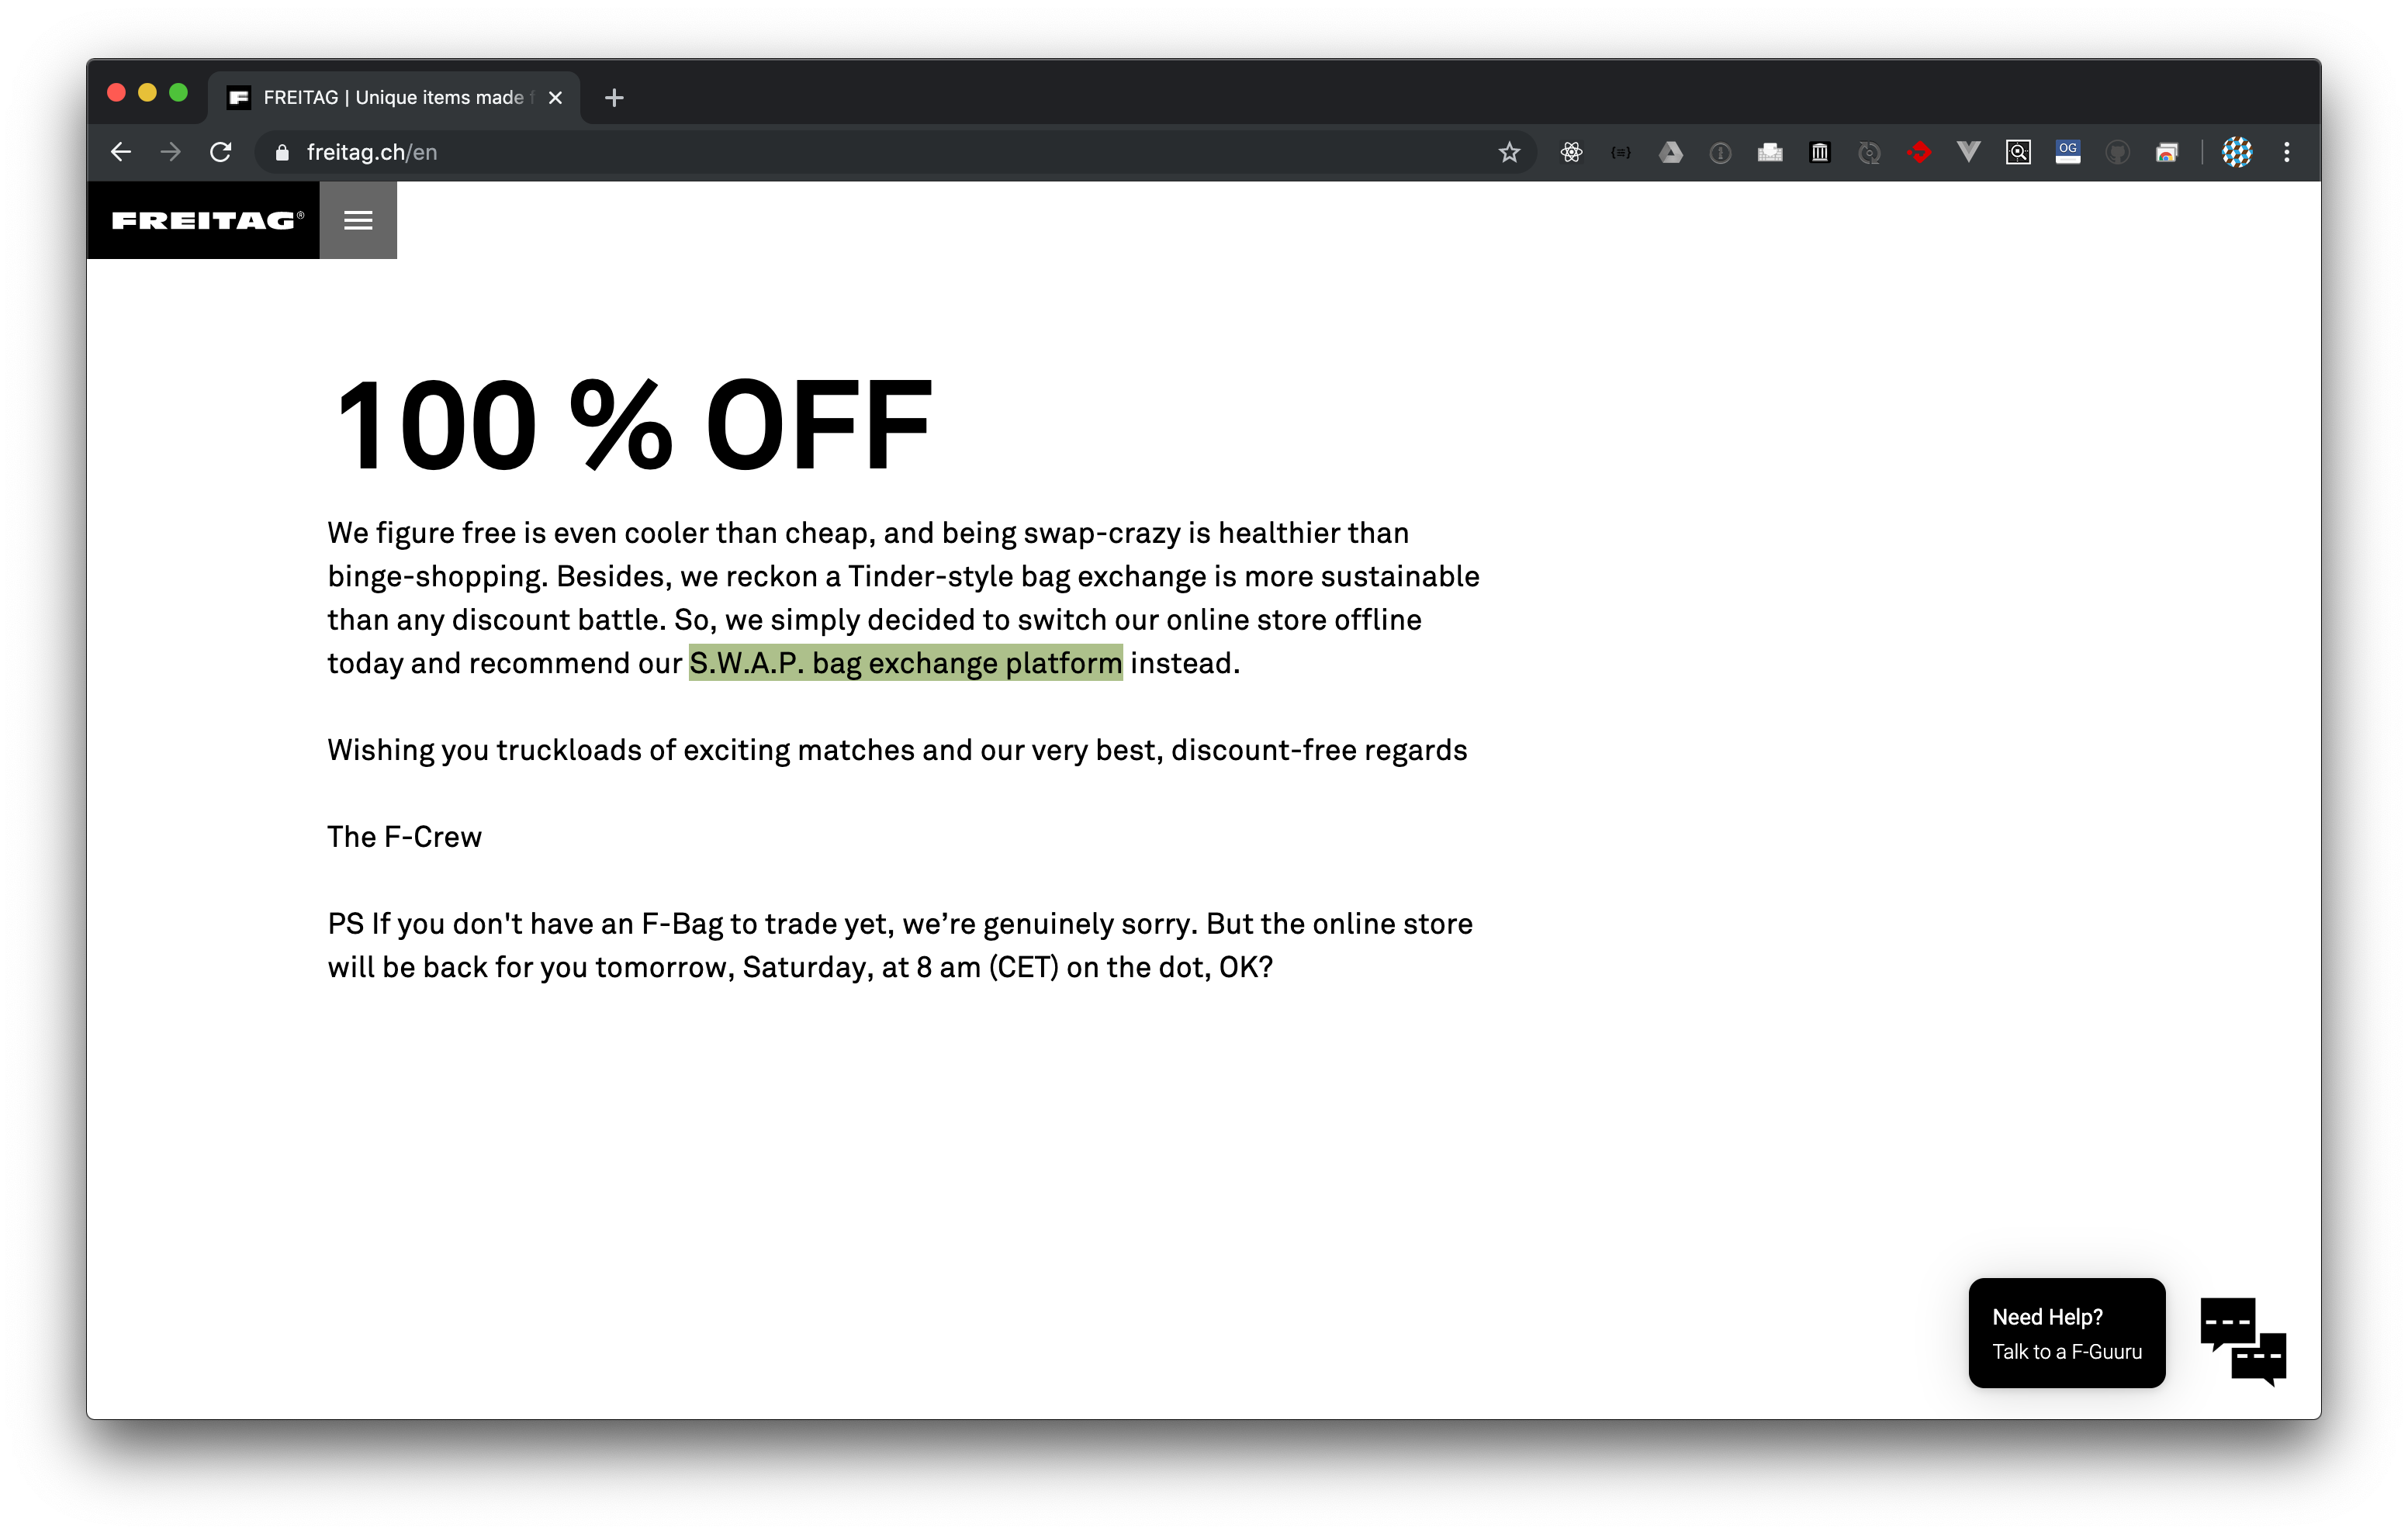 FREITAG | Unique items made f
freitag.ch/en
OG
FREITAG®
100 % OFF
We figure free is even cooler than cheap, and being swap-crazy is healthier than
binge-shopping. Besides, we reckon a Tinder-style bag exchange is more sustainable
than any discount battle. So, we simply decided to switch our online store offline
today and recommend our S.W.A.P. bag exchange platform instead.
Wishing you truckloads of exciting matches and our very best, discount-free regards
The F-Crew
PS If you don't have an F-Bag to trade yet, we’re genuinely sorry. But the online store
will be back for you tomorrow, Saturday, at 8 am (CET) on the dot, OK?
Need Help?
Talk to a F-Guuru